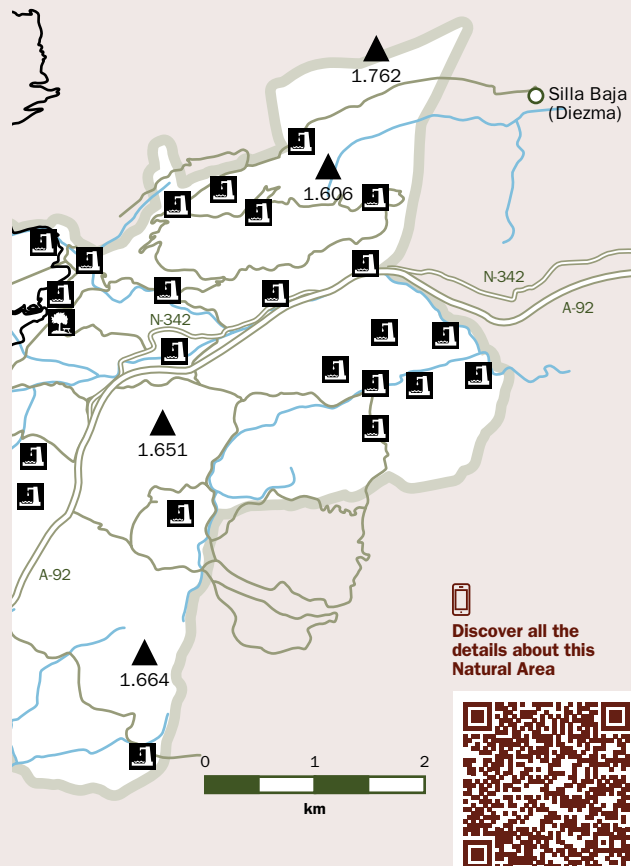 1.762
Silla Baja
(Diezma)
1.606
N-342
A-92
N-342
1.651
A-92
Discover all the
details about this
Natural Area
1.664
0 1 2
km